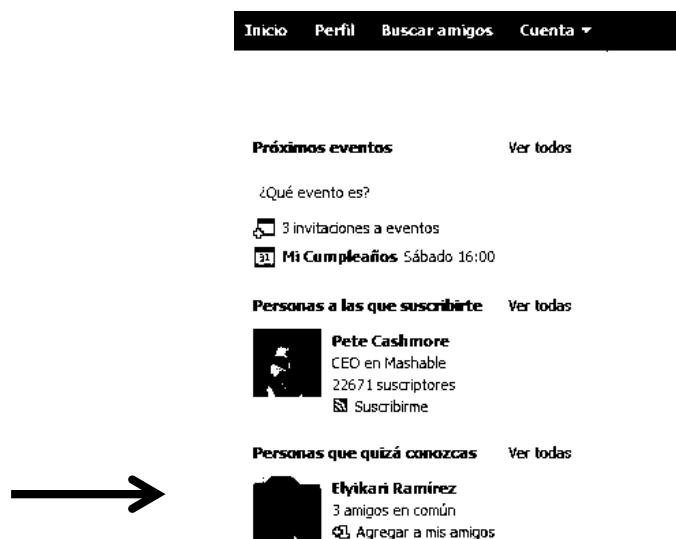 Inicio Perfil Buscar amigos Cuenta
Próximos eventos Ver todos
¿Qué evento es?
3 invitaciones a eventos
31 Mi Cumpleaños Sábado 16:00
Personas a las que suscribirte Ver todas
Pete Cashmore
CEO en Mashable
22671 suscriptores
Suscribirme
Personas que quizá conozcas Ver todas
Elyikari Ramírez
3 amigos en común
Agregar a mis amigos